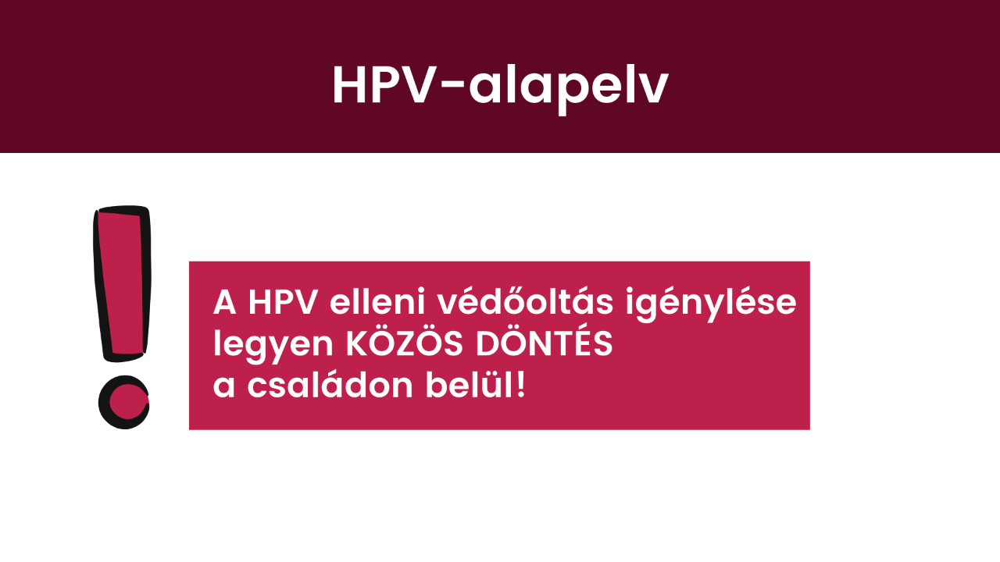 HPV-alapelv
A HPV elleni védőoltás igénylése
legyen KÖZÖS DÖNTÉS
a családon belül!